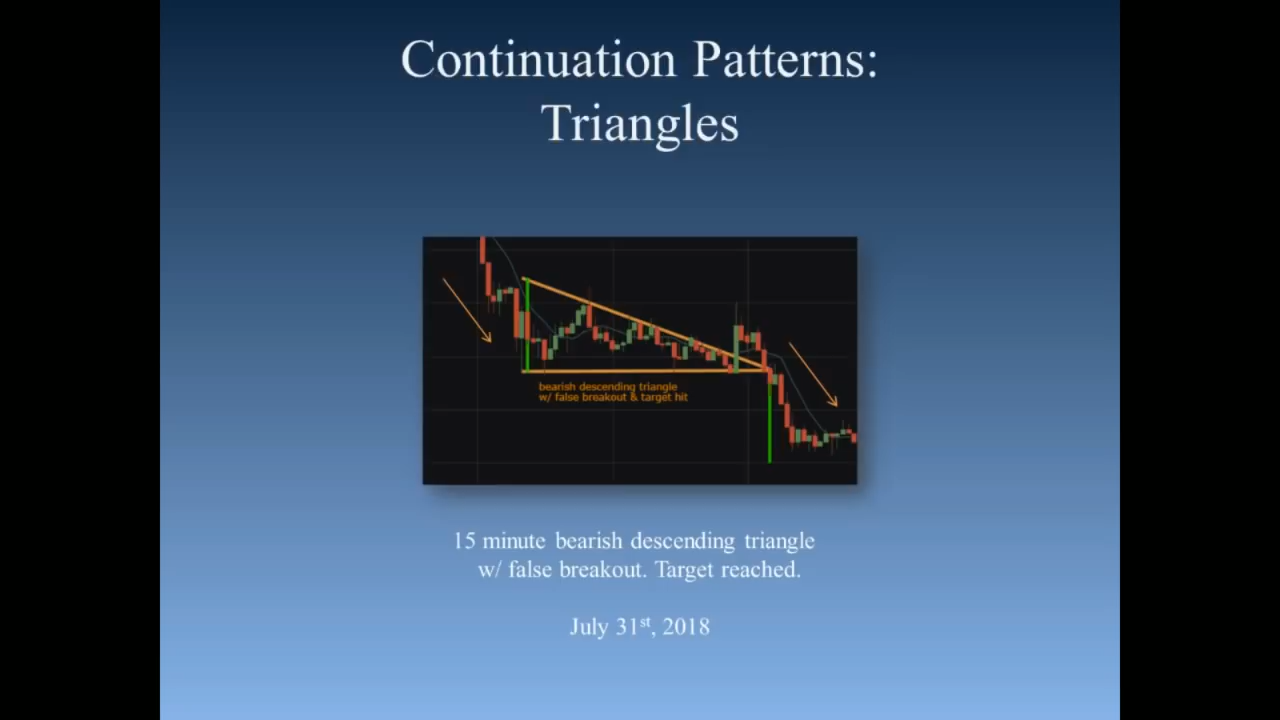 Continuation Patterns:
Triangles
bearish descending triangle
w/ false breakout & target hit
15 minute bearish descending triangle
w/ false breakout. Target reached.
July 31st, 2018